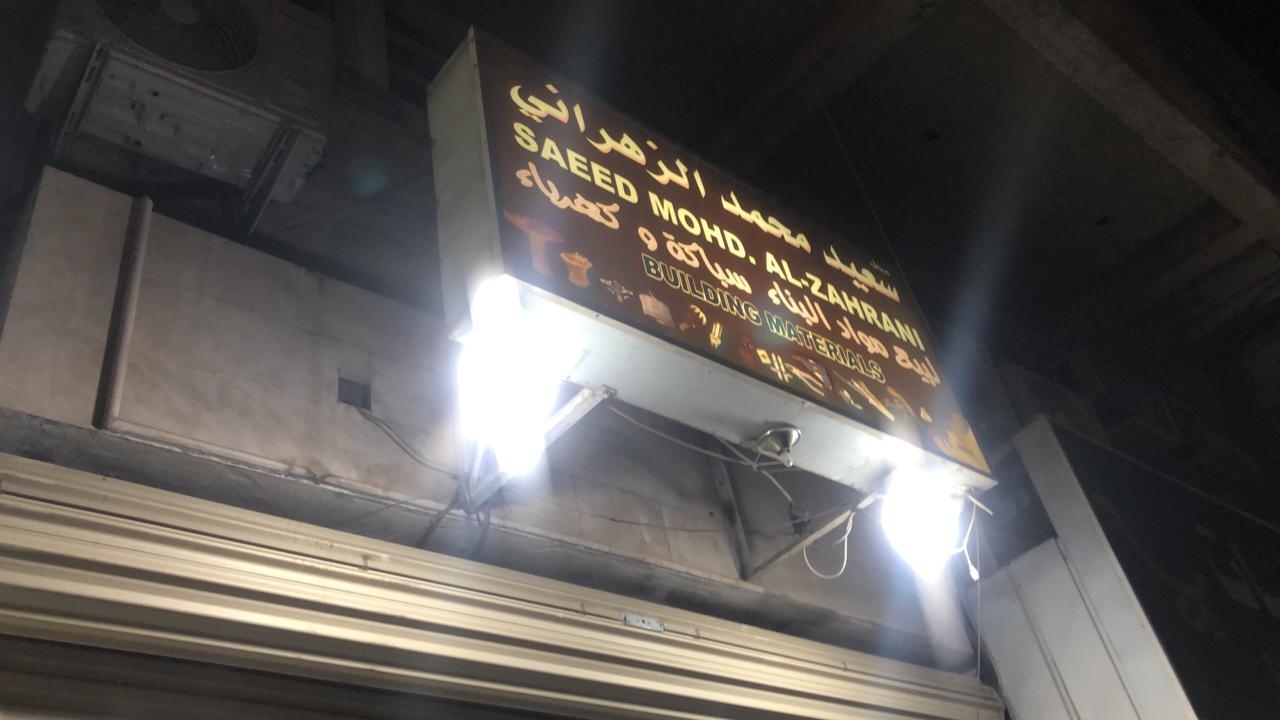 سعيد محمد الزهراني
SAEED MOHD. AL-ZAHRANI
لبيع مواد البناء سباكة و كهرباء
BUILDING MATERIALS